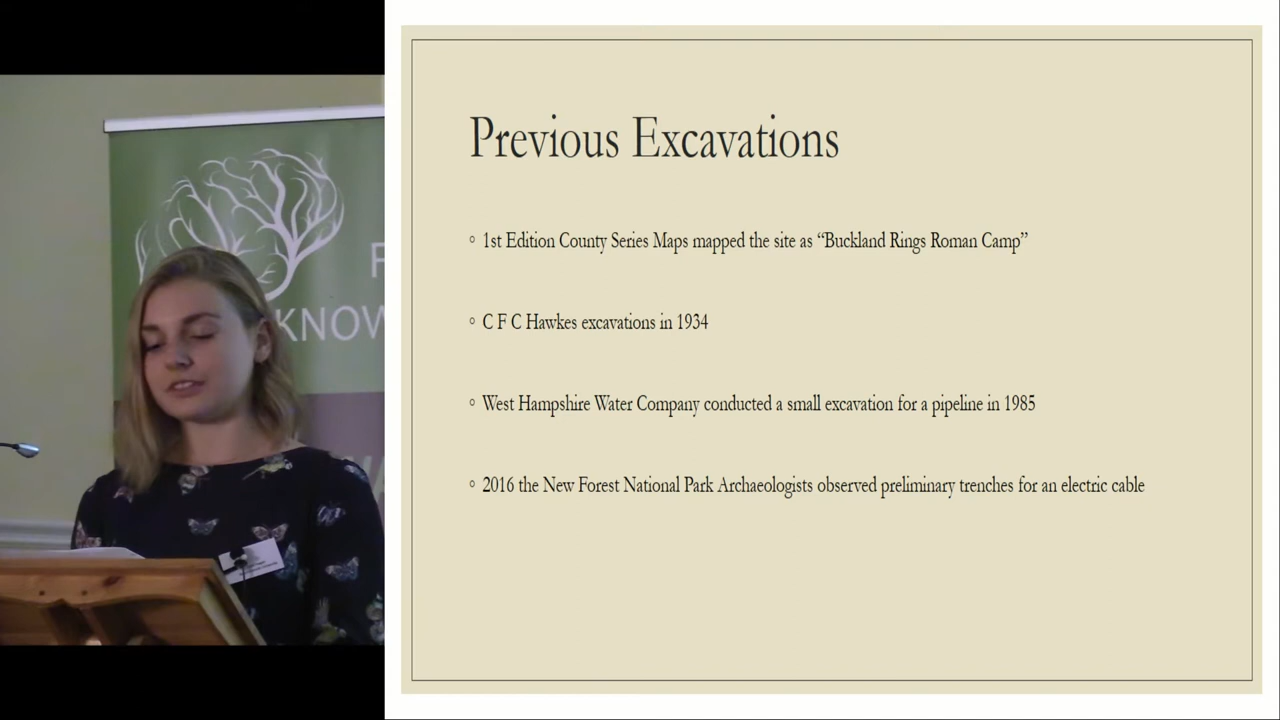 KNOW
Previous Excavations
1st Edition County Series Maps mapped the site as “Buckland Rings Roman Camp”
C F C Hawkes excavations in 1934
West Hampshire Water Company conducted a small excavation for a pipeline in 1985
2016 the New Forest National Park Archaeologists observed preliminary trenches for an electric cable